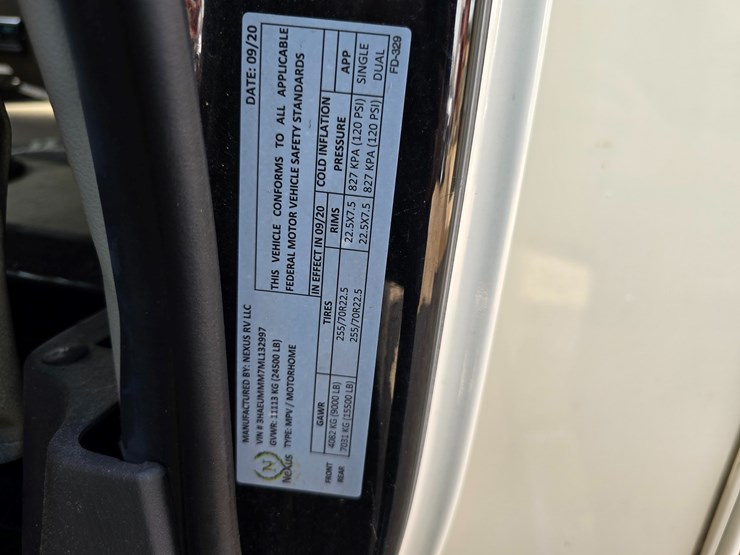 MANUFACTURED BY: NEXUS RV LLC DATE: 09/20
VIN # 3HAEUMMM7ML132997
GVWR: 11113 KG (24500 LB)
TYPE: MPV / MOTORHOME
N
NeXUS
THIS VEHICLE CONFORMS TO ALL APPLICABLE
FEDERAL MOTOR VEHICLE SAFETY STANDARDS
IN EFFECT IN 09/20
GAWR TIRES RIMS COLD INFLATION PRESSURE APP
FRONT 4082 KG (9000 LB) 255/70R22.5 22.5X7.5 827 KPA (120 PSI) SINGLE
REAR 7031 KG (15500 LB) 255/70R22.5 22.5X7.5 827 KPA (120 PSI) DUAL
FD-329